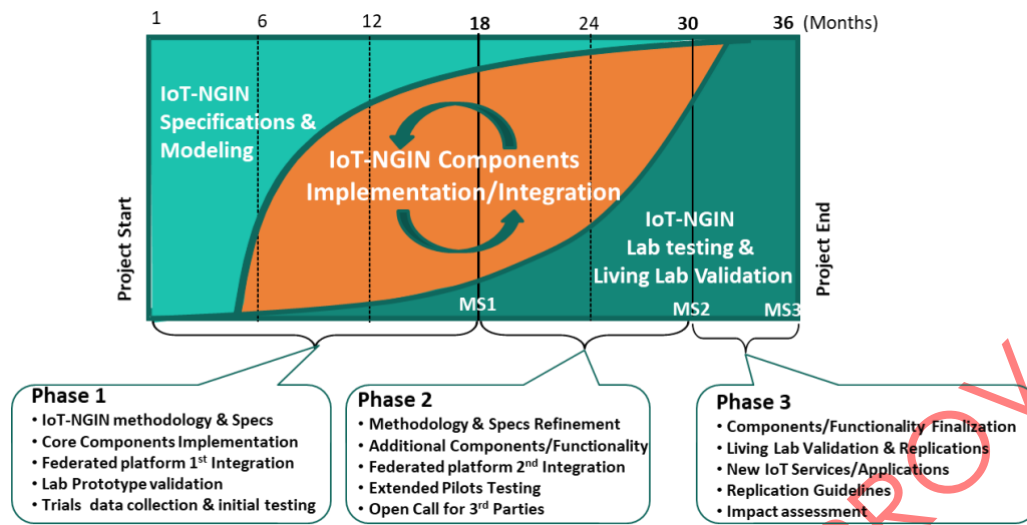 1 6 12 18 24 30 36 (Months)
IoT-NGIN
Specifications &
Modeling
IoT-NGIN Components
Implementation/Integration
IoT-NGIN
Lab testing &
Living Lab Validation
Project Start
Project End
MS1
MS2
MS3
Phase 1
• IoT-NGIN methodology & Specs
• Core Components Implementation
• Federated platform 1st Integration
• Lab Prototype validation
• Trials data collection & initial testing
Phase 2
• Methodology & Specs Refinement
• Additional Components/Functionality
• Federated platform 2nd Integration
• Extended Pilots Testing
• Open Call for 3rd Parties
Phase 3
• Components/Functionality Finalization
• Living Lab Validation & Replications
• New IoT Services/Applications
• Replication Guidelines
• Impact assessment